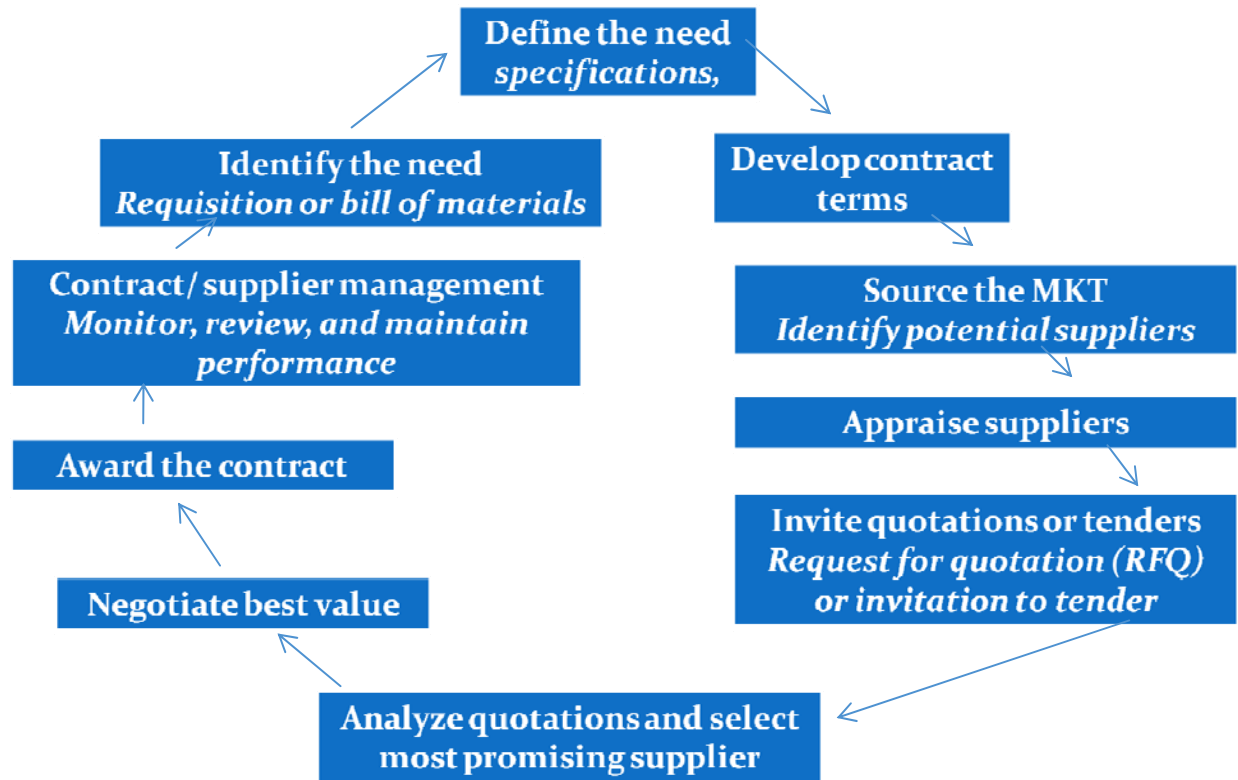 Define the need
specifications,
Identify the need
Requisition or bill of materials
Develop contract
terms
Contract/ supplier management
Monitor, review, and maintain
performance
Source the MKT
Identify potential suppliers
Appraise suppliers
Award the contract
Invite quotations or tenders
Request for quotation (RFQ)
or invitation to tender
Negotiate best value
Analyze quotations and select
most promising supplier